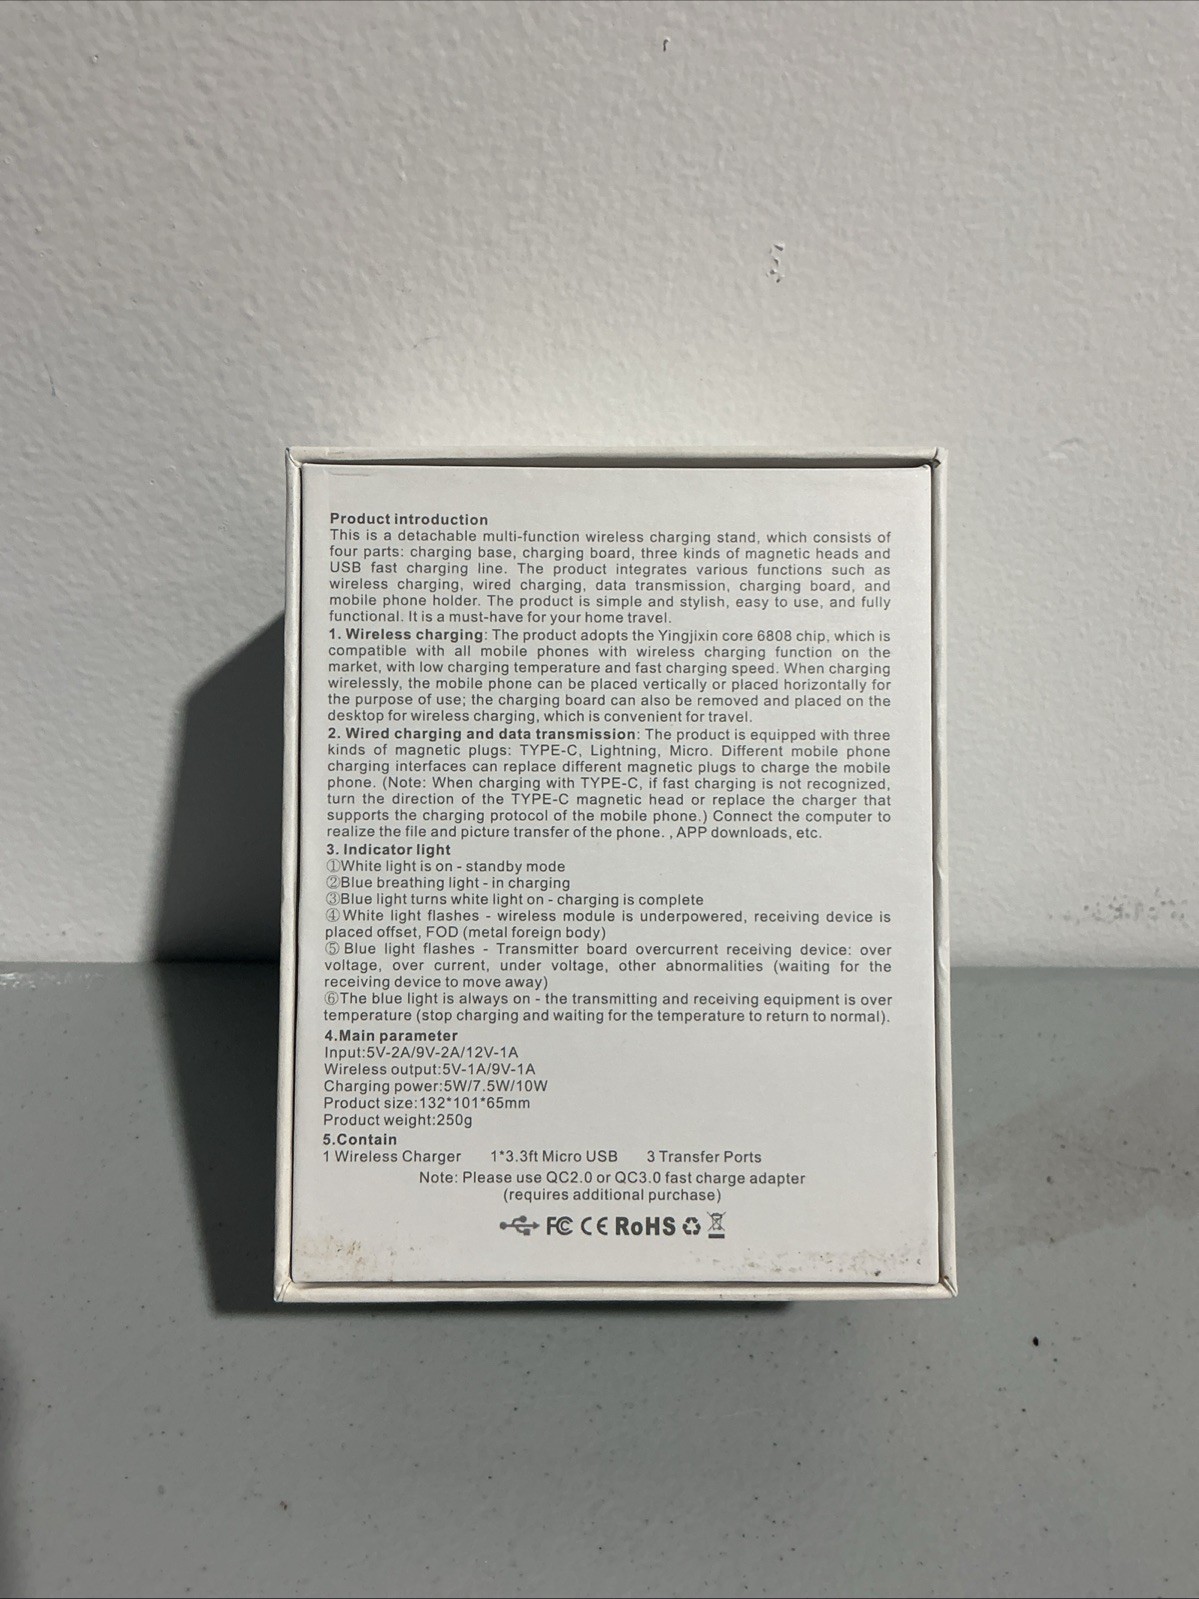 Product introduction
This is a detachable multi-function wireless charging stand, which consists of
four parts: charging base, charging board, three kinds of magnetic heads and
USB fast charging line. The product integrates various functions such as
wireless charging, wired charging, data transmission, charging board, and
mobile phone holder. The product is simple and stylish, easy to use, and fully
functional. It is a must-have for your home travel.
1. Wireless charging: The product adopts the Yingjixin core 6808 chip, which is
compatible with all mobile phones with wireless charging function on the
market, with low charging temperature and fast charging speed. When charging
wirelessly, the mobile phone can be placed vertically or placed horizontally for
the purpose of use; the charging board can also be removed and placed on the
desktop for wireless charging, which is convenient for travel.
2. Wired charging and data transmission: The product is equipped with three
kinds of magnetic plugs: TYPE-C, Lightning, Micro. Different mobile phone
charging interfaces can replace different magnetic plugs to charge the mobile
phone. (Note: When charging with TYPE-C, if fast charging is not recognized,
turn the direction of the TYPE-C magnetic head or replace the charger that
supports the charging protocol of the mobile phone.) Connect the computer to
realize the file and picture transfer of the phone. , APP downloads, etc.
3. Indicator light
①White light is on - standby mode
②Blue breathing light - in charging
③Blue light turns white light on - charging is complete
④White light flashes - wireless module is underpowered, receiving device is
placed offset, FOD (metal foreign body)
⑤ Blue light flashes - Transmitter board overcurrent receiving device: over
voltage, over current, under voltage, other abnormalities (waiting for the
receiving device to move away)
⑥The blue light is always on - the transmitting and receiving equipment is over
temperature (stop charging and waiting for the temperature to return to normal).
4.Main parameter
Input:5V-2A/9V-2A/12V-1A
Wireless output:5V-1A/9V-1A
Charging power:5W/7.5W/10W
Product size:132*101*65mm
Product weight:250g
5.Contain
1 Wireless Charger 1*3.3ft Micro USB 3 Transfer Ports
Note: Please use QC2.0 or QC3.0 fast charge adapter
(requires additional purchase)
FC CE RoHS